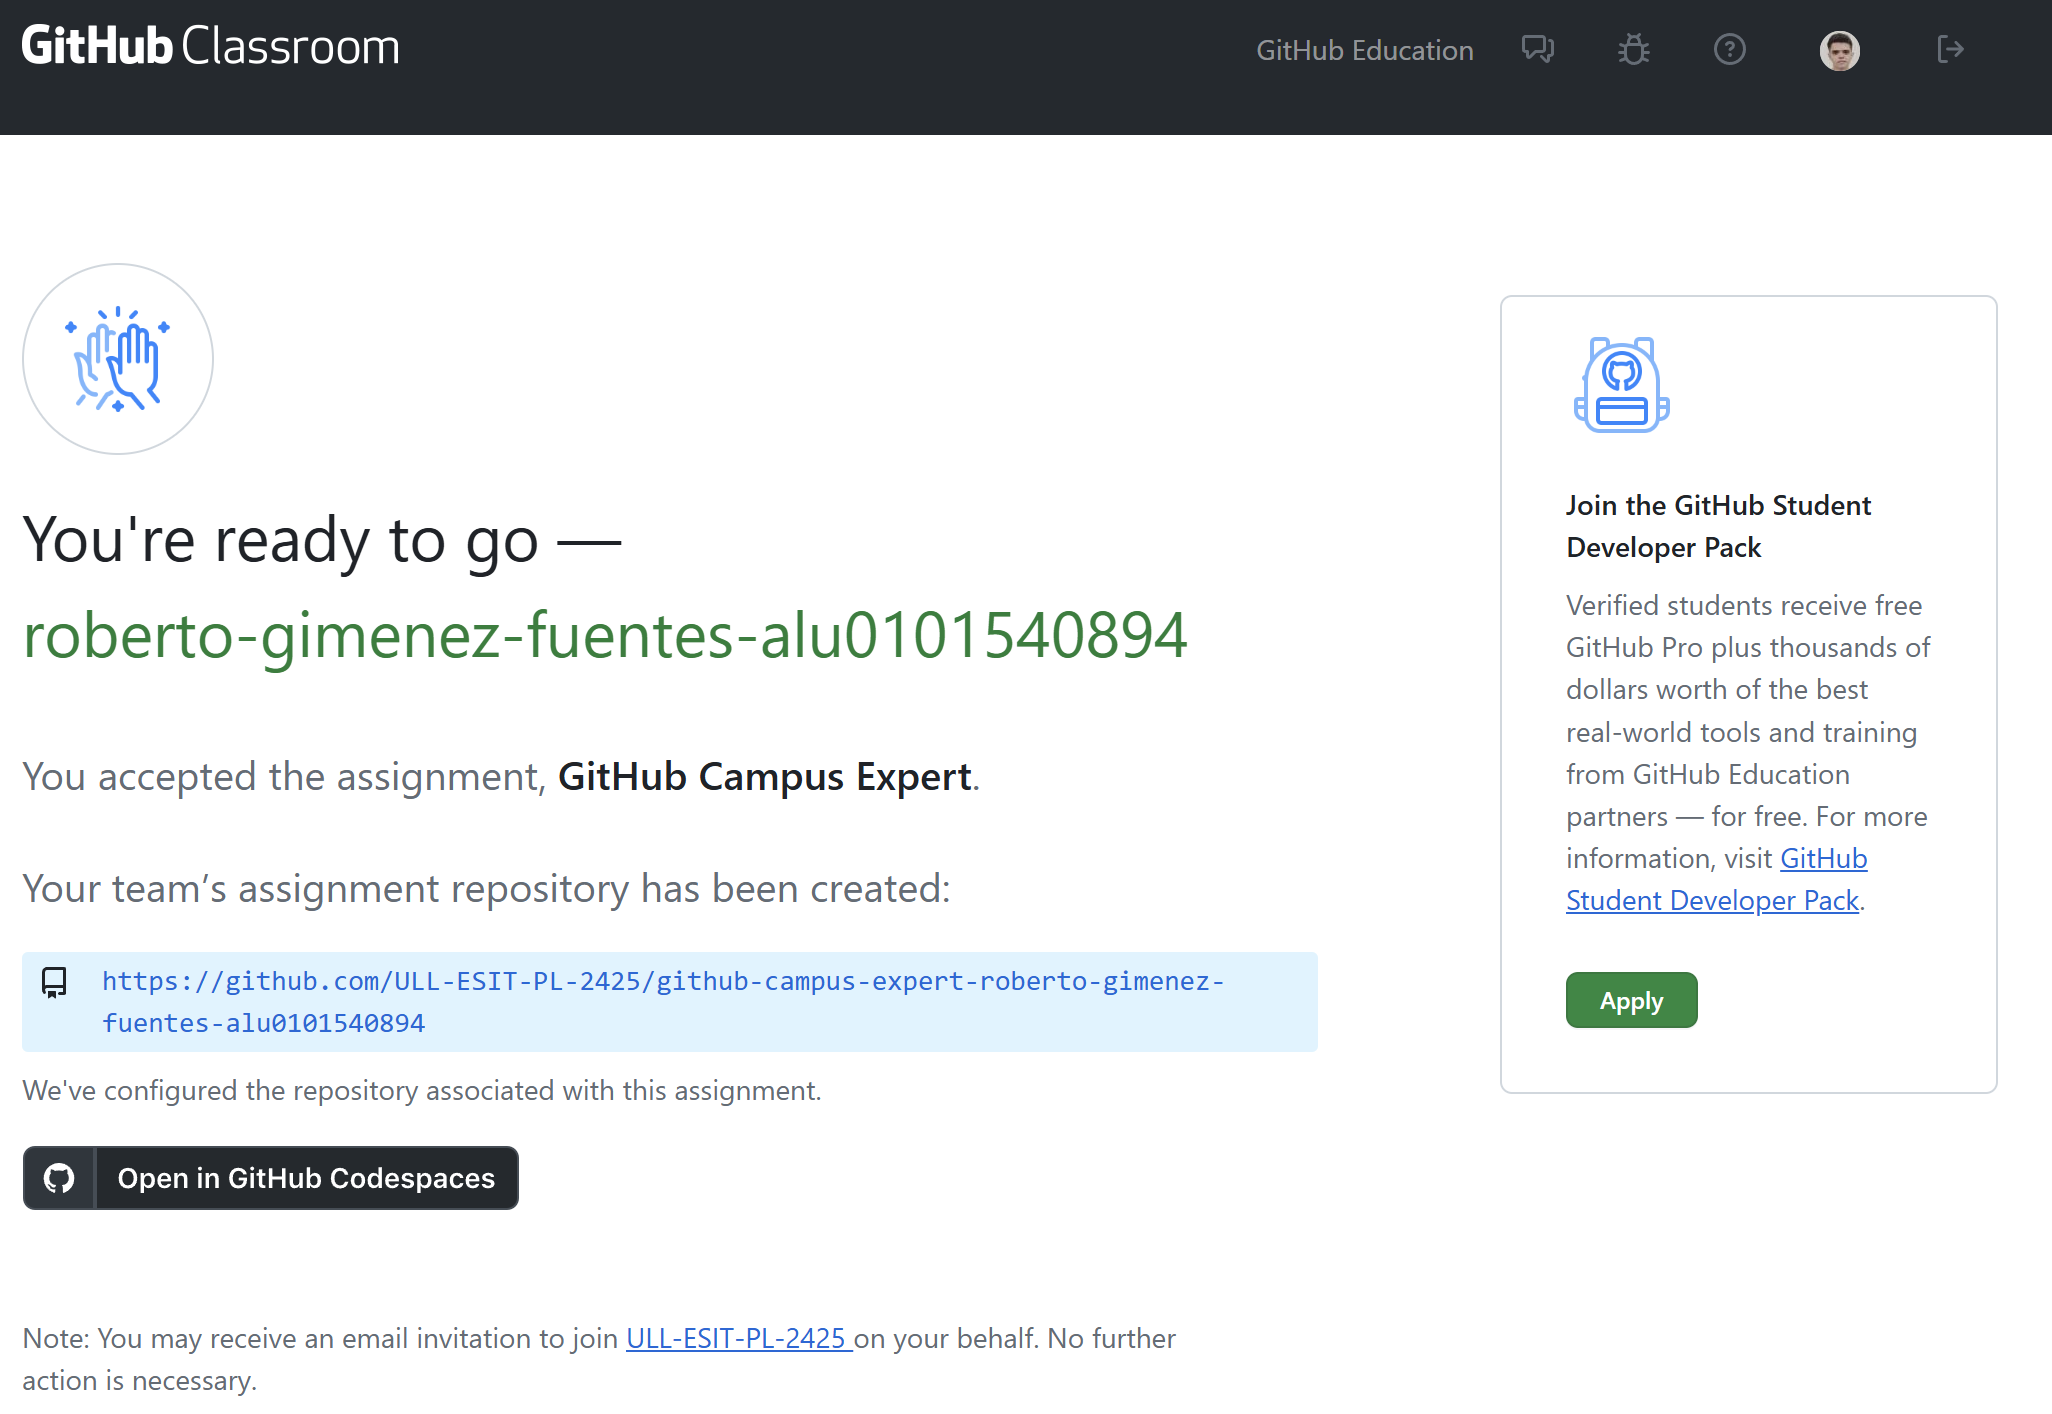 GitHub Classroom
GitHub Education
You're ready to go —
roberto-gimenez-fuentes-alu0101540894
You accepted the assignment, GitHub Campus Expert.
Your team’s assignment repository has been created:
https://github.com/ULL-ESIT-PL-2425/github-campus-expert-roberto-gimenez-
fuentes-alu0101540894
We've configured the repository associated with this assignment.
Open in GitHub Codespaces
Note: You may receive an email invitation to join ULL-ESIT-PL-2425 on your behalf. No further
action is necessary.
Join the GitHub Student
Developer Pack
Verified students receive free
GitHub Pro plus thousands of
dollars worth of the best
real-world tools and training
from GitHub Education
partners — for free. For more
information, visit GitHub
Student Developer Pack.
Apply